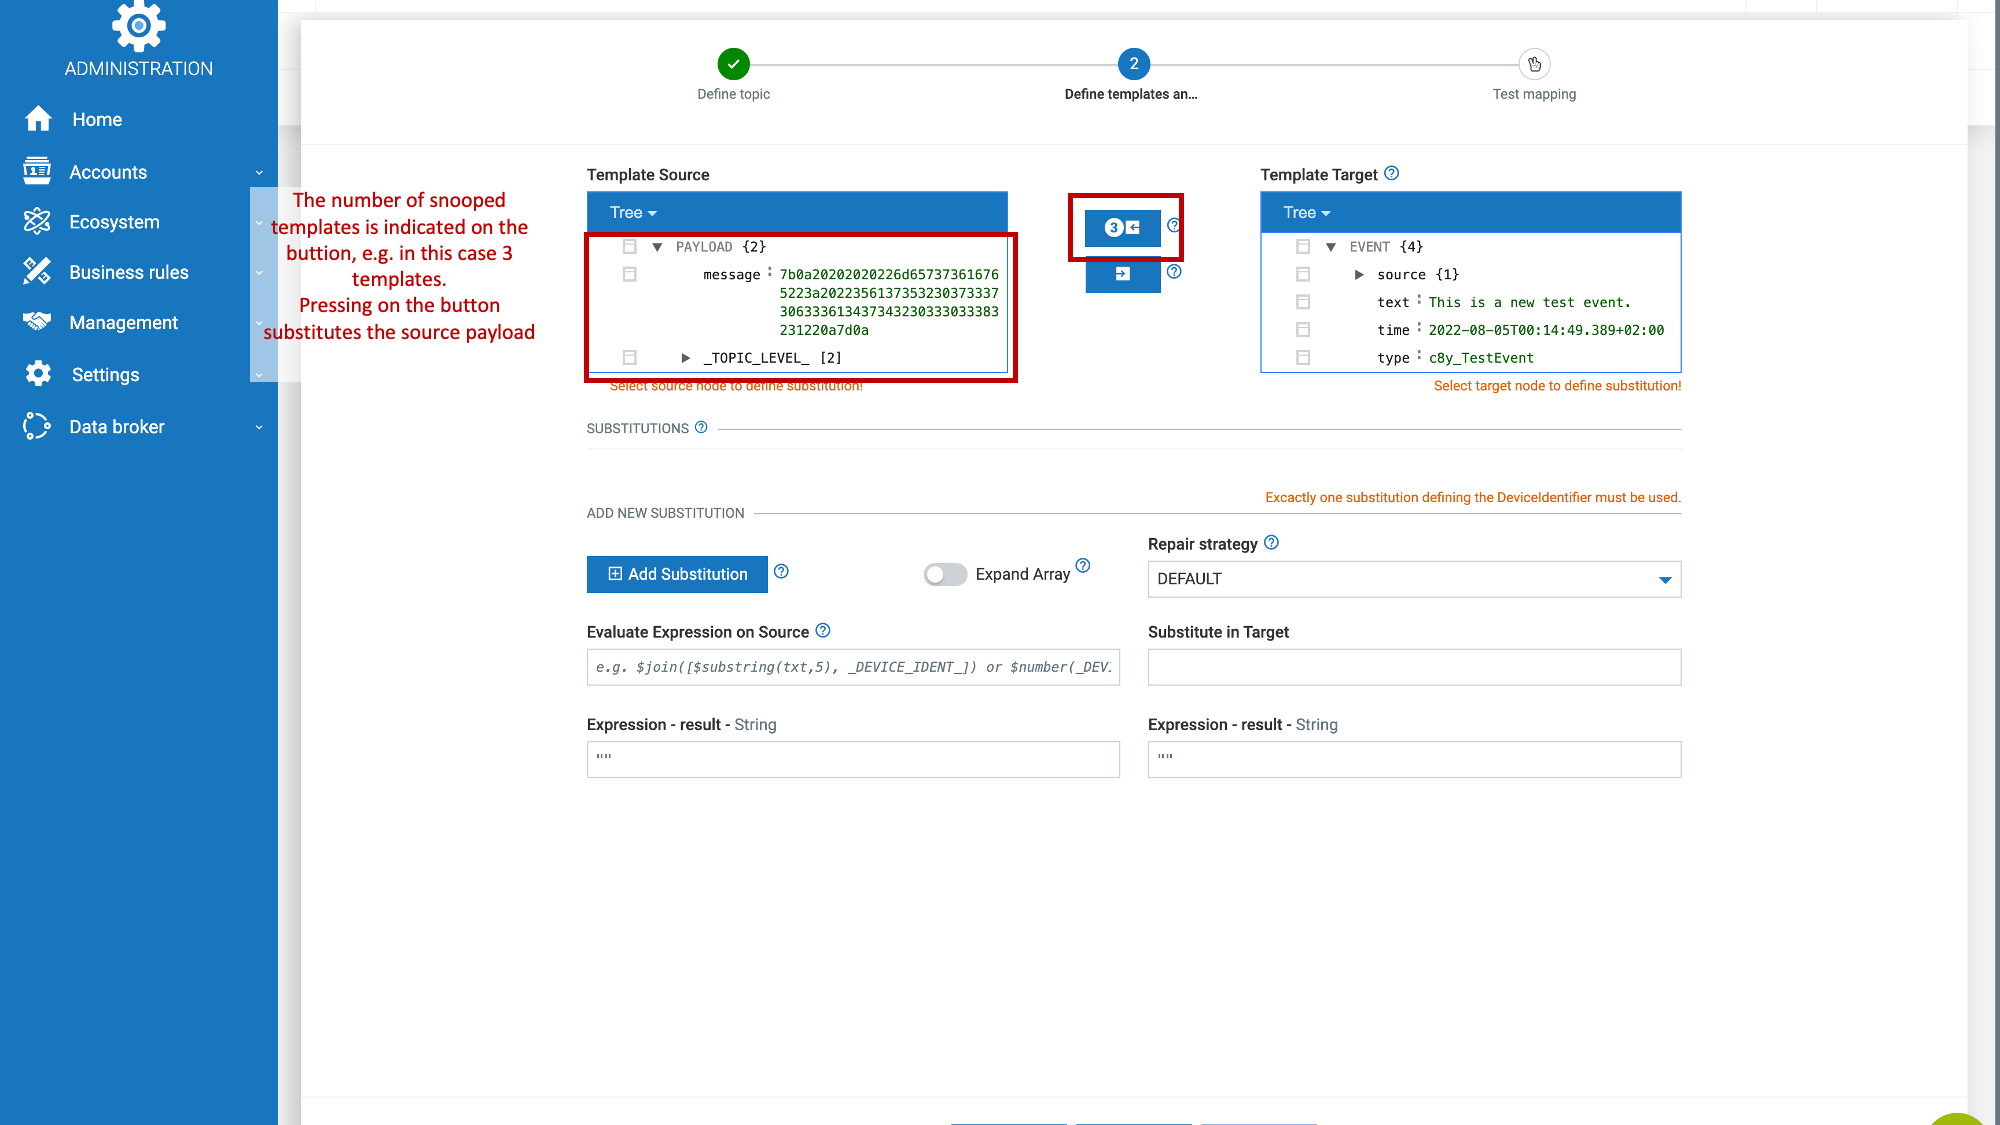 ADMINISTRATION
Home
Accounts
Ecosystem
Business rules
Management
Settings
Data broker
The number of snooped
templates is indicated on the
buttion, e.g. in this case 3
templates.
Pressing on the button
substitutes the source payload
2
Define topic
Define templates an...
Test mapping
Template Source
Tree
PAYLOAD {2}
message : 7b0a20202020226d65737361676
5223a2022356137353230373337
306333613437343230333033383
231220a7d0a
_TOPIC_LEVEL_ [2]
Select source node to define substitution!
3
Template Target
Tree
EVENT {4}
source {1}
text : This is a new test event.
time : 2022-08-05T00:14:49.389+02:00
type : c8y_TestEvent
Select target node to define substitution!
SUBSTITUTIONS
Excactly one substitution defining the DeviceIdentifier must be used.
ADD NEW SUBSTITUTION
Add Substitution
Expand Array
Repair strategy
DEFAULT
Evaluate Expression on Source
e.g. $join([$substring(txt,5), _DEVICE_IDENT_]) or $number(_DEV
Substitute in Target
Expression - result - String
""
Expression - result - String
""